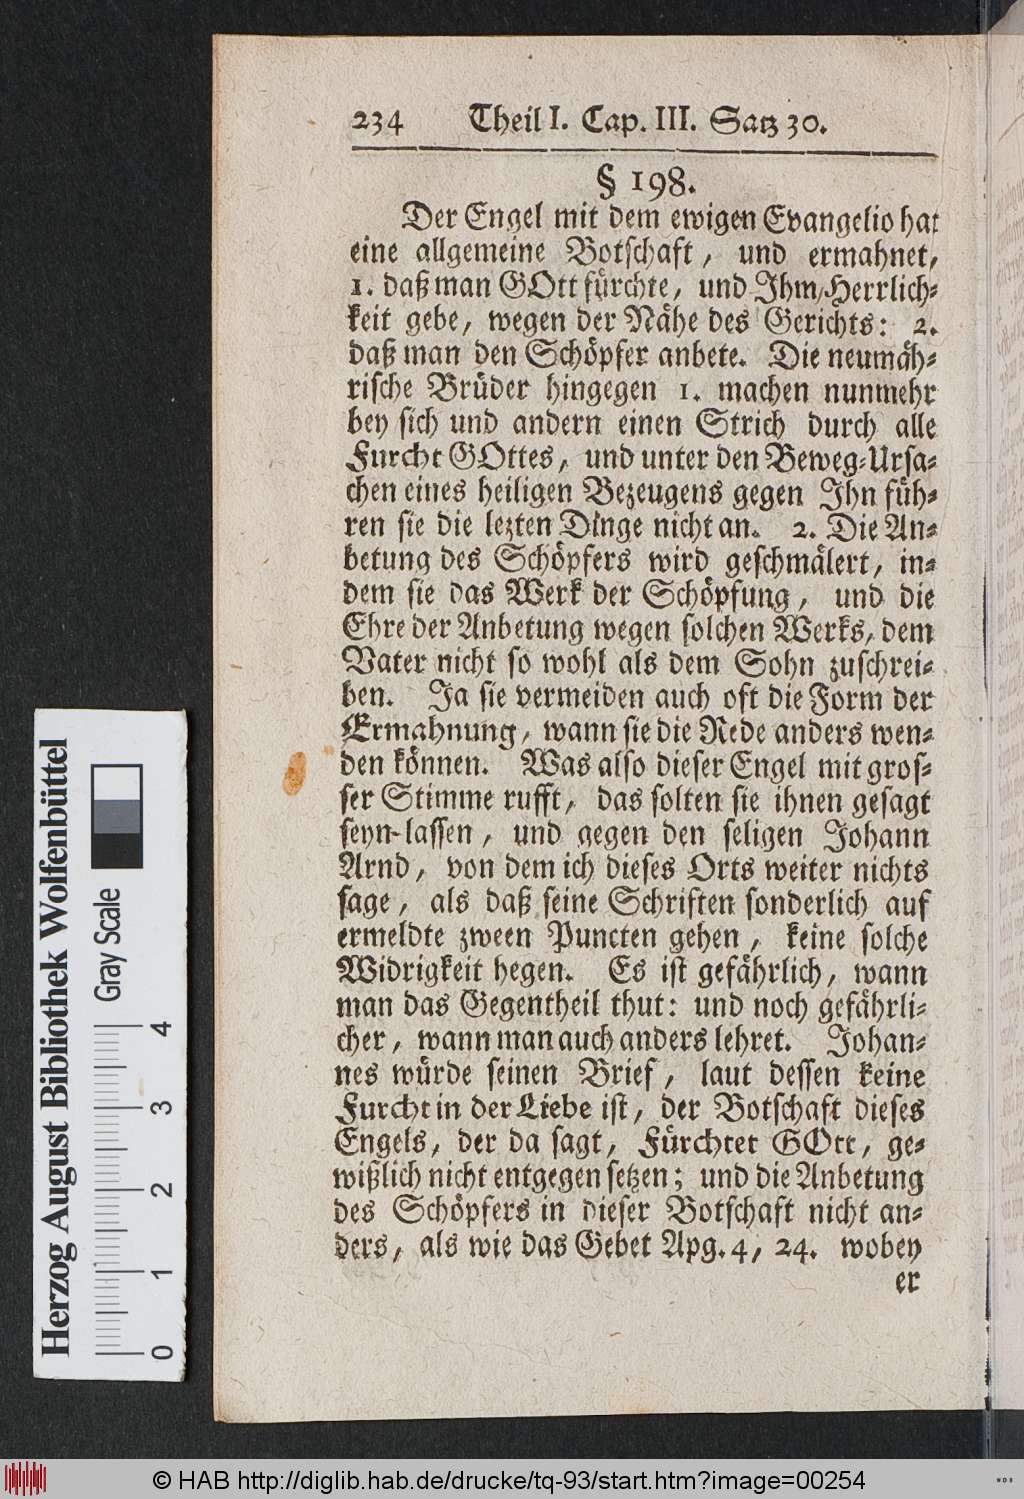 234 Theil I. Cap. III. Satz 30.
§ 198.
Der Engel mit dem ewigen Evangelio hat
eine allgemeine Botschaft, und ermahnet,
1. daß man GOtt fürchte, und Ihm Herrlich-
keit gebe, wegen der Nähe des Gerichts: 2.
daß man den Schöpfer anbete. Die neumäh-
rische Brüder hingegen 1. machen nunmehr
bey sich und andern einen Strich durch alle
Furcht GOttes, und unter den Beweg-Ursa-
chen eines heiligen Bezeugens gegen Ihn füh-
ren sie die lezten Dinge nicht an. 2. Die An-
betung des Schöpfers wird geschmälert, in-
dem sie das Werk der Schöpfung, und die
Ehre der Anbetung wegen solchen Werks, dem
Vater nicht so wohl als dem Sohn zuschrei-
ben. Ja sie vermeiden auch oft die Form der
Ermahnung, wann sie die Rede anders wen-
den können. Was also dieser Engel mit gros-
ser Stimme rufft, das solten sie ihnen gesagt
seyn lassen, und gegen den seligen Johann
Arnd, von dem ich dieses Orts weiter nichts
sage, als daß seine Schriften sonderlich auf
ermeldte zween Puncten gehen, keine solche
Widrigkeit hegen. Es ist gefährlich, wann
man das Gegentheil thut: und noch gefährli-
cher, wann man auch anders lehret. Johan-
nes würde seinen Brief, laut dessen keine
Furcht in der Liebe ist, der Botschaft dieses
Engels, der da sagt, Fürchtet GOtt, ge-
wißlich nicht entgegen setzen; und die Anbetung
des Schöpfers in dieser Botschaft nicht an-
ders, als wie das Gebet Apg. 4, 24. wobey
er
Herzog August Bibliothek Wolfenbüttel
Gray Scale
0 1 2 3 4
© HAB http://diglib.hab.de/drucke/tq-93/start.htm?image=00254